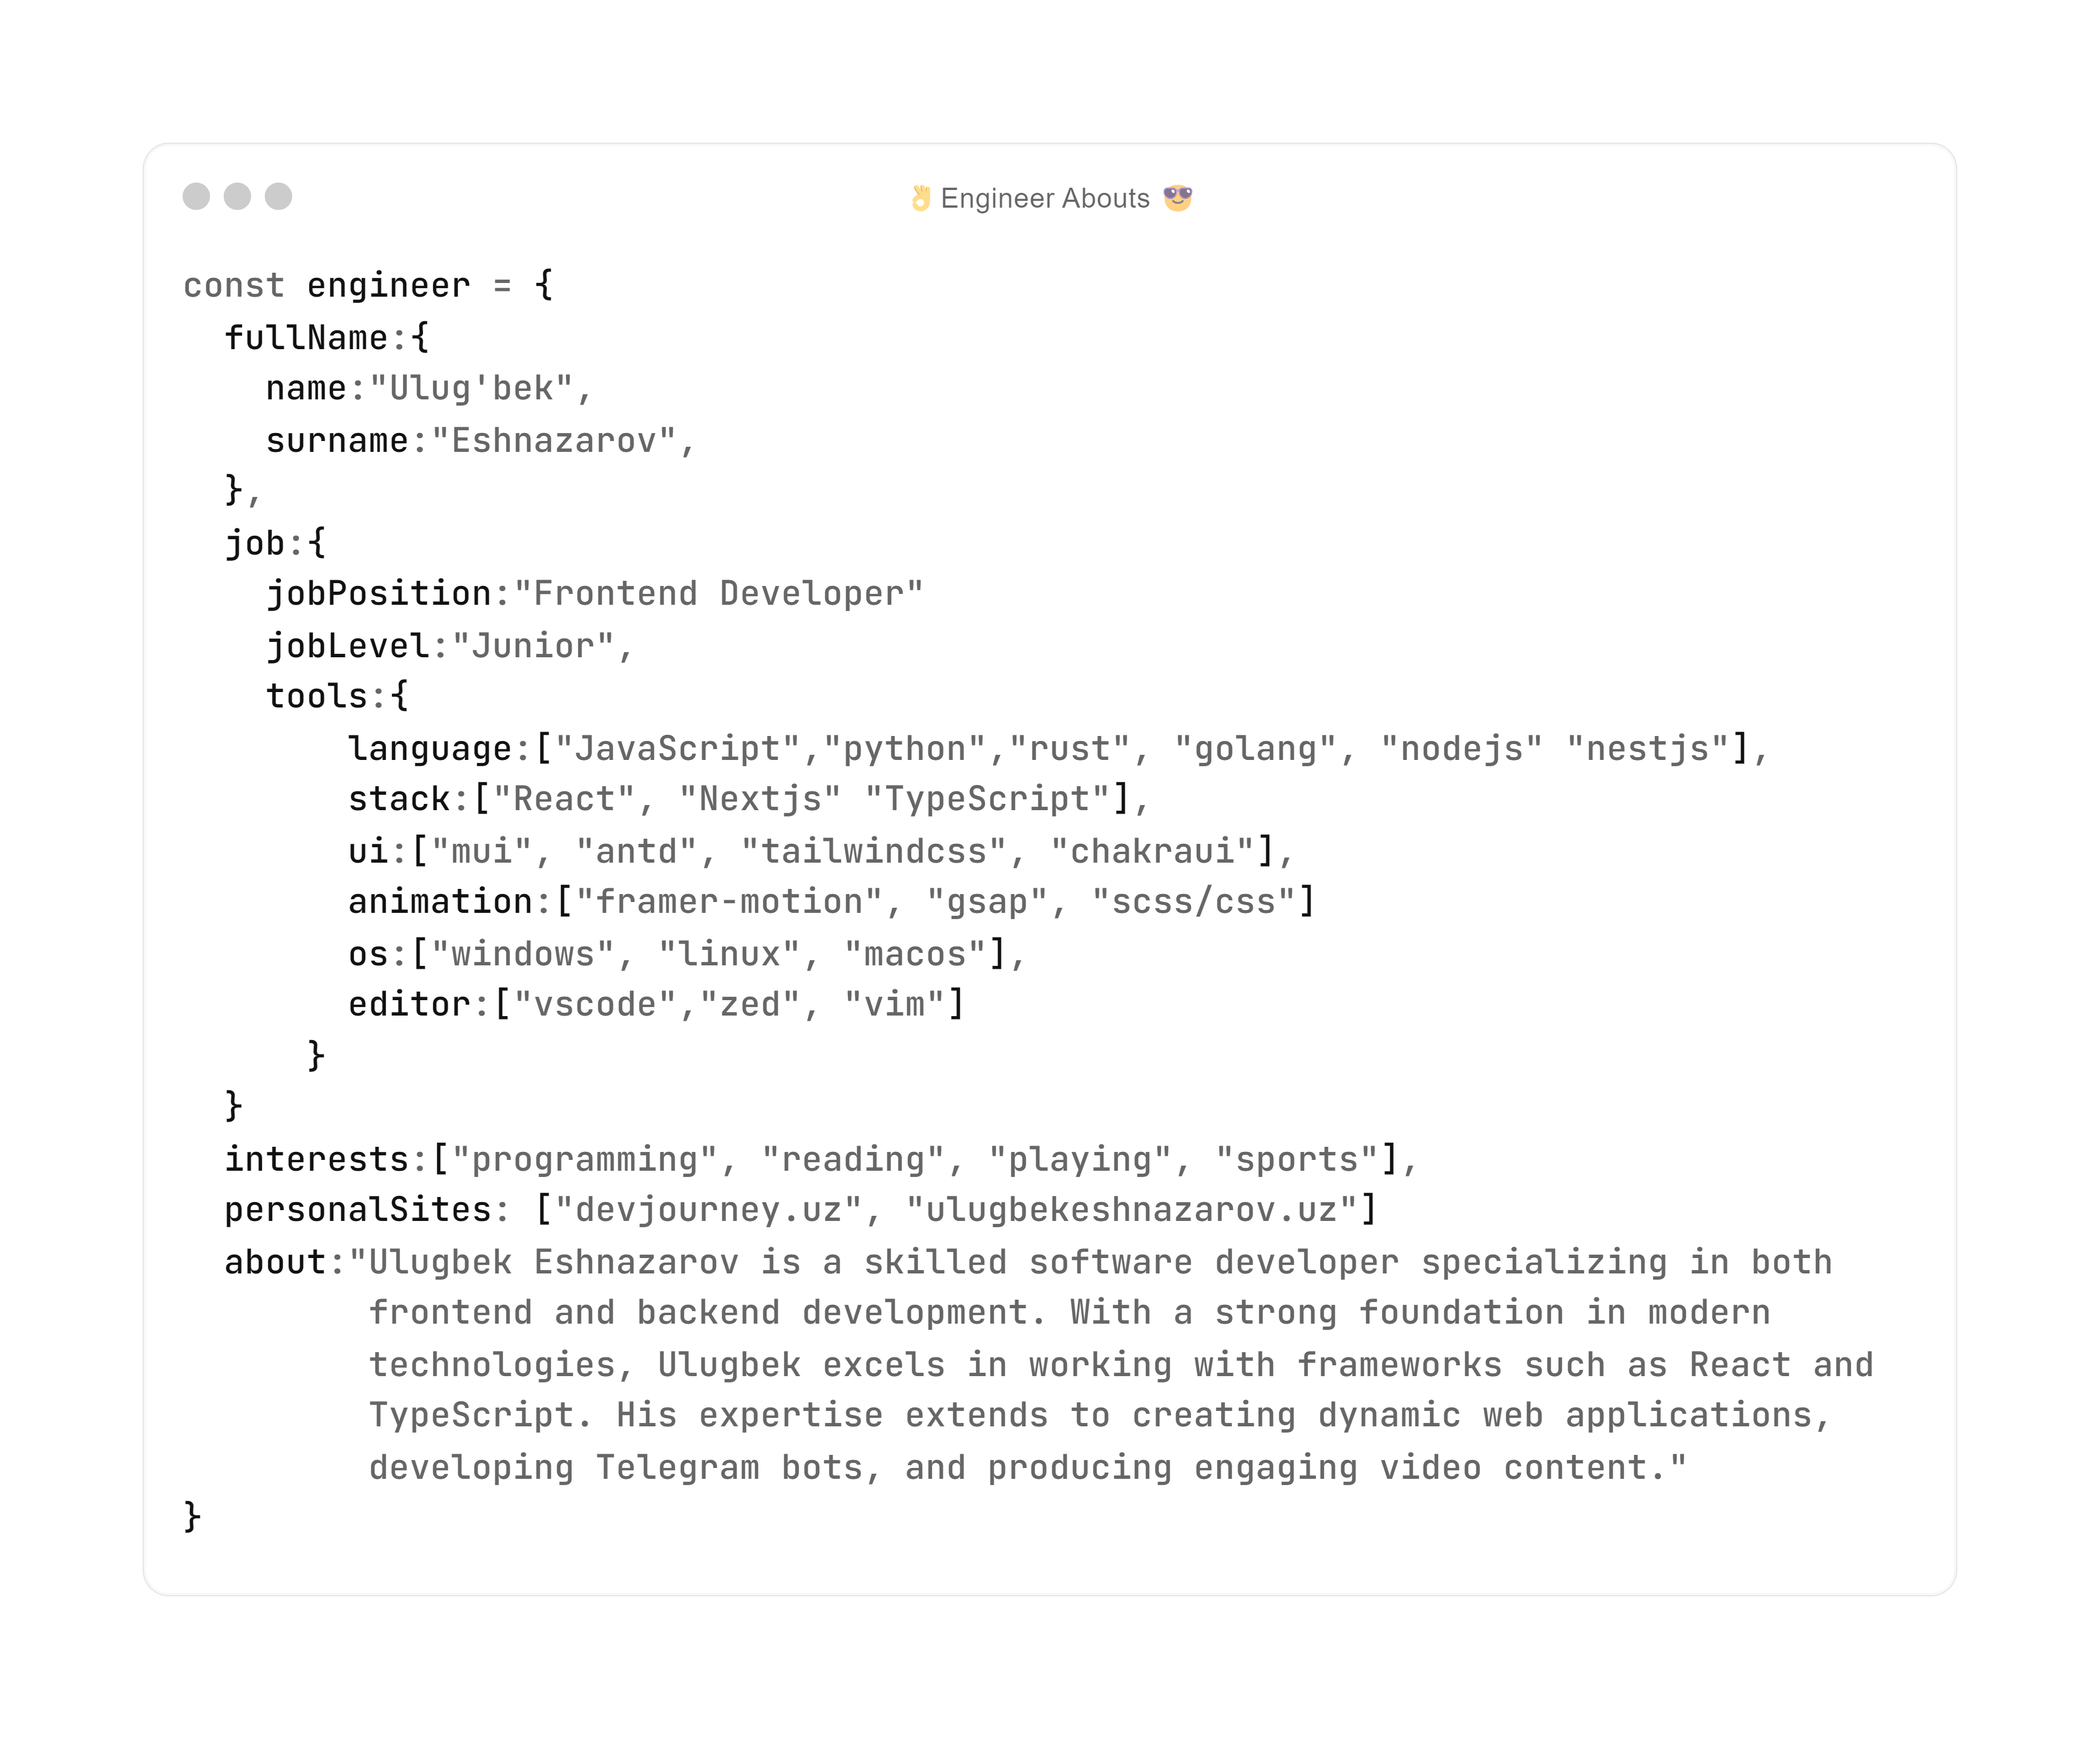 👌 Engineer Abouts 😎
const engineer = {
  fullName:{
    name:"Ulug'bek",
    surname:"Eshnazarov",
  },
  job:{
    jobPosition:"Frontend Developer"
    jobLevel:"Junior",
    tools:{
        language:["JavaScript","python","rust", "golang", "nodejs" "nestjs"],
        stack:["React", "Nextjs" "TypeScript"],
        ui:["mui", "antd", "tailwindcss", "chakraui"],
        animation:["framer-motion", "gsap", "scss/css"]
        os:["windows", "linux", "macos"],
        editor:["vscode","zed", "vim"]
      }
  }
  interests:["programming", "reading", "playing", "sports"],
  personalSites: ["devjourney.uz", "ulugbekeshnazarov.uz"]
  about:"Ulugbek Eshnazarov is a skilled software developer specializing in both
         frontend and backend development. With a strong foundation in modern
         technologies, Ulugbek excels in working with frameworks such as React and
         TypeScript. His expertise extends to creating dynamic web applications,
         developing Telegram bots, and producing engaging video content."
}